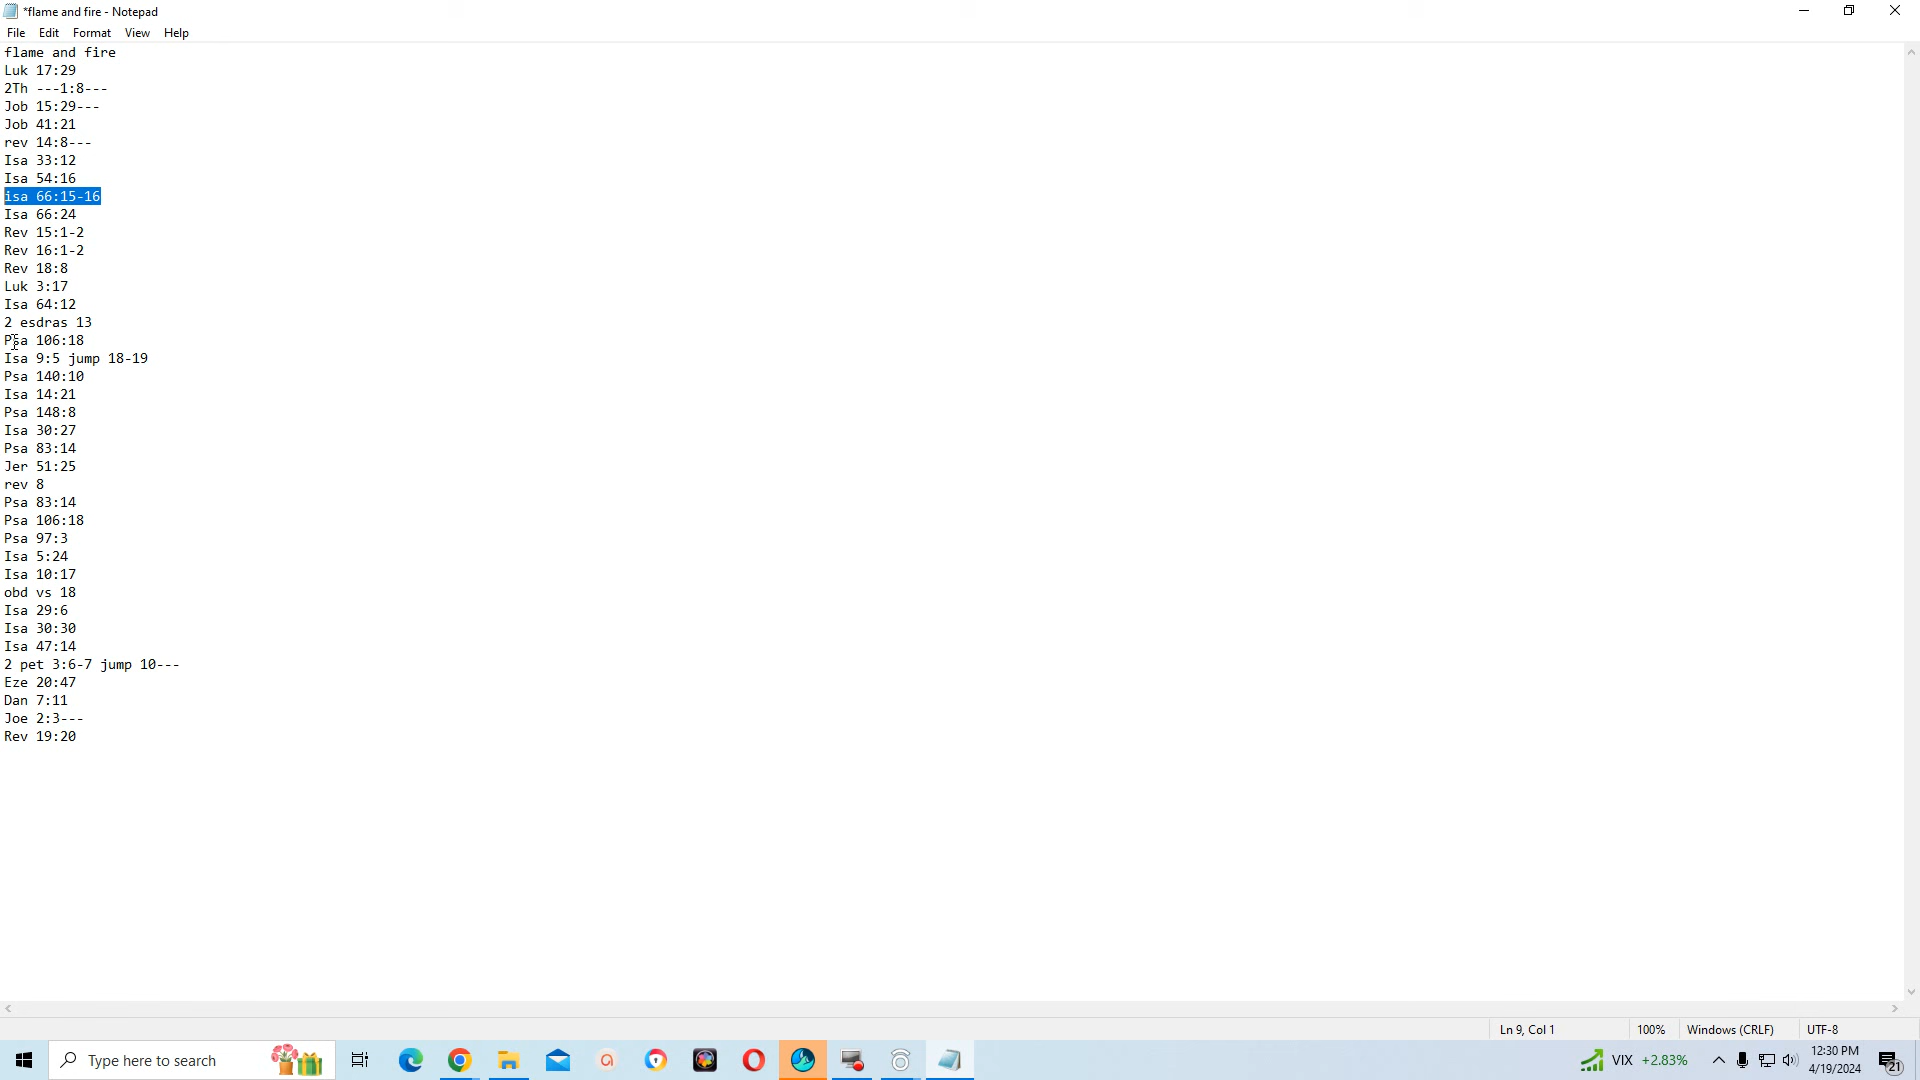 *flame and fire - Notepad
File Edit Format View Help
flame and fire
Luk 17:29
2Th ---1:8---
Job 15:29---
Job 41:21
rev 14:8---
Isa 33:12
Isa 54:16
isa 66:15-16
Isa 66:24
Rev 15:1-2
Rev 16:1-2
Rev 18:8
Luk 3:17
Isa 64:12
2 esdras 13
Psa 106:18
Isa 9:5 jump 18-19
Psa 140:10
Isa 14:21
Psa 148:8
Isa 30:27
Psa 83:14
Jer 51:25
rev 8
Psa 83:14
Psa 106:18
Psa 97:3
Isa 5:24
Isa 10:17
obd vs 18
Isa 29:6
Isa 30:30
Isa 47:14
2 pet 3:6-7 jump 10---
Eze 20:47
Dan 7:11
Joe 2:3---
Rev 19:20
Ln 9, Col 1 100% Windows (CRLF) UTF-8
Type here to search VIX +2.83% 12:30 PM
4/19/2024 21